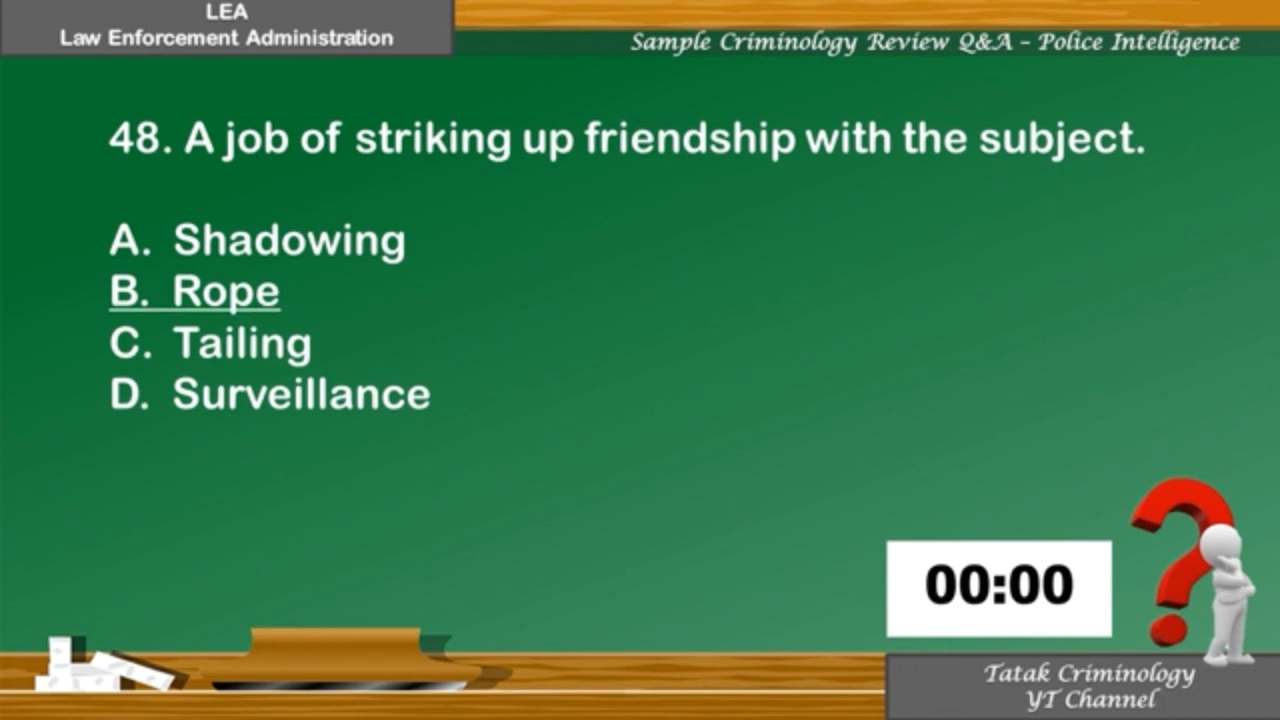 LEA
Law Enforcement Administration
Sample Criminology Review Q&A – Police Intelligence
48. A job of striking up friendship with the subject.
A. Shadowing
B. Rope
C. Tailing
D. Surveillance
00:00
Tatak Criminology
YT Channel